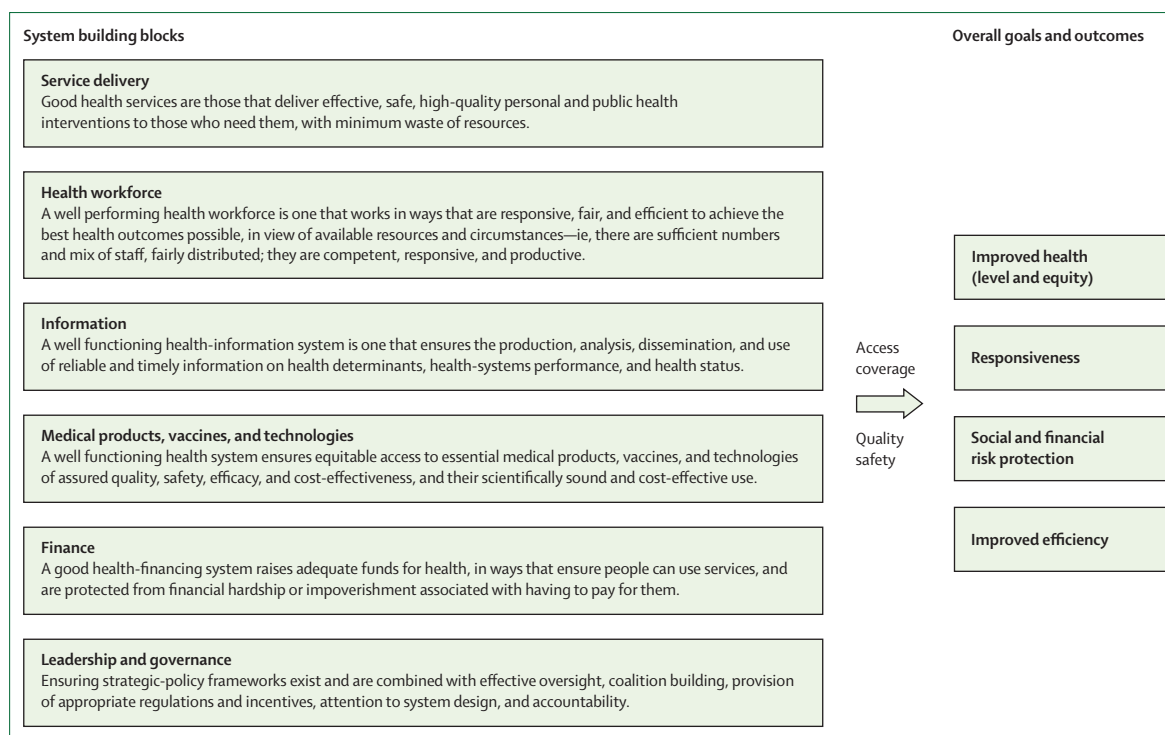 System building blocks
Overall goals and outcomes
Service delivery
Good health services are those that deliver effective, safe, high-quality personal and public health
interventions to those who need them, with minimum waste of resources.
Health workforce
A well performing health workforce is one that works in ways that are responsive, fair, and efficient to achieve the
best health outcomes possible, in view of available resources and circumstances—ie, there are sufficient numbers
and mix of staff, fairly distributed; they are competent, responsive, and productive.
Information
A well functioning health-information system is one that ensures the production, analysis, dissemination, and use
of reliable and timely information on health determinants, health-systems performance, and health status.
Medical products, vaccines, and technologies
A well functioning health system ensures equitable access to essential medical products, vaccines, and technologies
of assured quality, safety, efficacy, and cost-effectiveness, and their scientifically sound and cost-effective use.
Finance
A good health-financing system raises adequate funds for health, in ways that ensure people can use services, and
are protected from financial hardship or impoverishment associated with having to pay for them.
Leadership and governance
Ensuring strategic-policy frameworks exist and are combined with effective oversight, coalition building, provision
of appropriate regulations and incentives, attention to system design, and accountability.
Access
coverage
Quality
safety
Improved health
(level and equity)
Responsiveness
Social and financial
risk protection
Improved efficiency